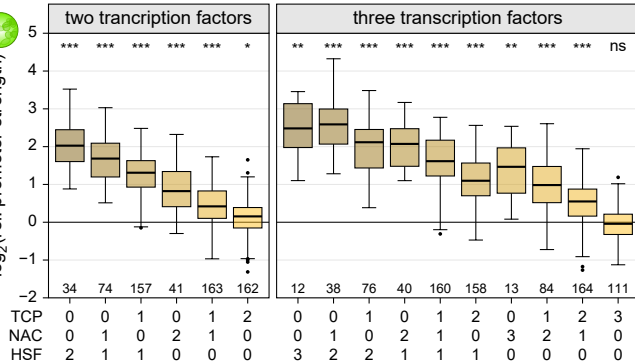 two trancription factors
three transcription factors
*** *** *** *** *** *
** *** *** *** *** *** ** *** *** ns
5
4
3
2
1
0
−1
−2
34 74 157 41 163 162
12 38 76 40 160 158 13 84 164 111
TCP 0 0 1 0 1 2 0 0 1 0 1 2 0 1 2 3
NAC 0 1 0 2 1 0 0 1 0 2 1 0 3 2 1 0
HSF 2 1 1 0 0 0 3 2 2 1 1 1 0 0 0 0